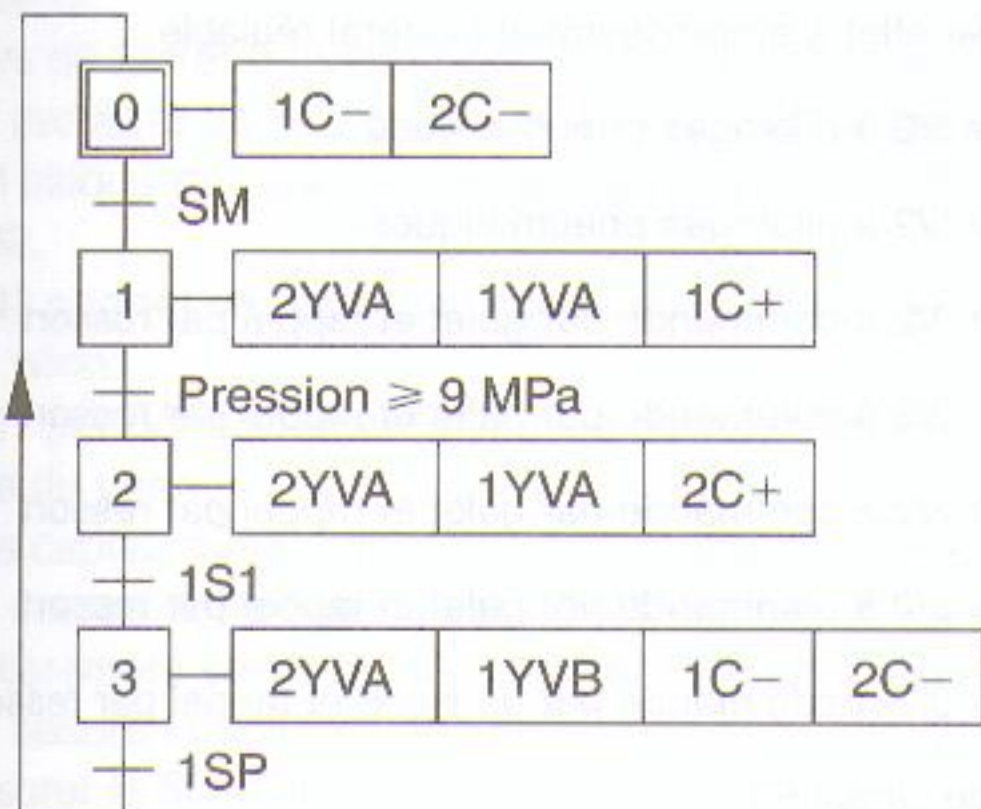 0 1C− 2C−
SM
1 2YVA 1YVA 1C+
Pression ⩾ 9 MPa
2 2YVA 1YVA 2C+
1S1
3 2YVA 1YVB 1C− 2C−
1SP